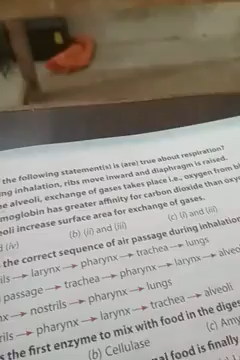 the following statement(s) is (are) true about respiration?
ng inhalation, ribs move inward and diaphragm is raised.
e alveoli, exchange of gases takes place i.e., oxygen from bl
moglobin has greater affinity for carbon dioxide than oxy
eoli increase surface area for exchange of gases.
d (iv) (b) (ii) and (iii) (c) (i) and (iii)
the correct sequence of air passage during inhalation
ils → larynx → pharynx → trachea → lungs
passage → trachea → pharynx → larynx → alveo
nx → nostrils → pharynx → lungs
rils → pharynx → larynx → trachea → alveoli
s the first enzyme to mix with food in the diges
(b) Cellulase (c) Amy
nal food is finally